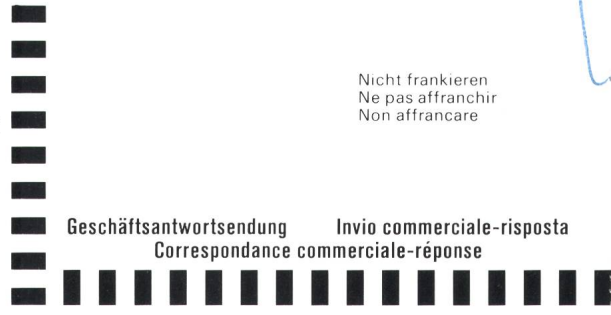 Nicht frankieren
Ne pas affranchir
Non affrancare
Geschäftsantwortsendung Invio commerciale-risposta
Correspondance commerciale-réponse